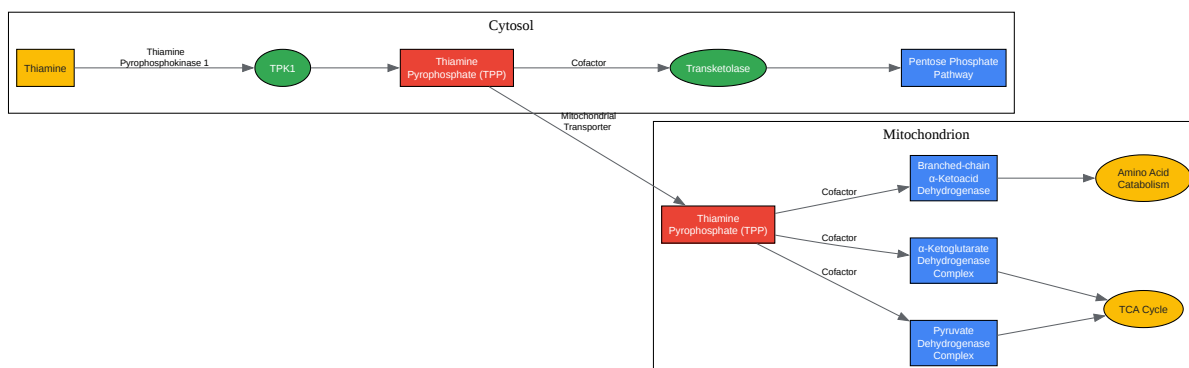 Cytosol
Thiamine
Thiamine
Pyrophosphokinase 1
TPK1
Thiamine
Pyrophosphate (TPP)
Cofactor
Transketolase
Pentose Phosphate
Pathway
Mitochondrial
Transporter
Mitochondrion
Thiamine
Pyrophosphate (TPP)
Cofactor
Branched-chain
α-Ketoacid
Dehydrogenase
Amino Acid
Catabolism
Cofactor
α-Ketoglutarate
Dehydrogenase
Complex
Cofactor
Pyruvate
Dehydrogenase
Complex
TCA Cycle